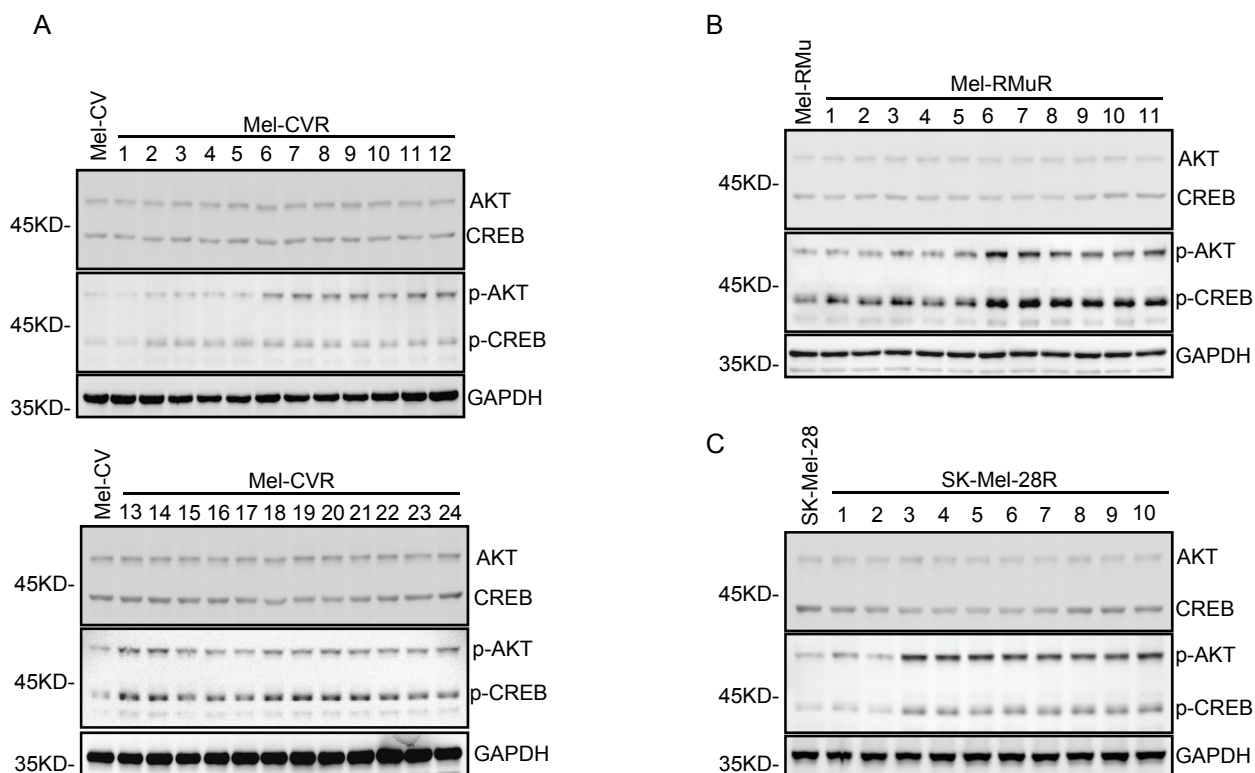 A
Mel-CV
Mel-CVR
1 2 3 4 5 6 7 8 9 10 11 12
AKT
45KD-
CREB
p-AKT
45KD-
p-CREB
35KD-
GAPDH
Mel-CV
Mel-CVR
13 14 15 16 17 18 19 20 21 22 23 24
AKT
45KD-
CREB
p-AKT
45KD-
p-CREB
35KD-
GAPDH
B
Mel-RMu
Mel-RMuR
1 2 3 4 5 6 7 8 9 10 11
AKT
45KD-
CREB
p-AKT
45KD-
p-CREB
35KD-
GAPDH
C
SK-Mel-28
SK-Mel-28R
1 2 3 4 5 6 7 8 9 10
AKT
45KD-
CREB
p-AKT
45KD-
p-CREB
35KD-
GAPDH